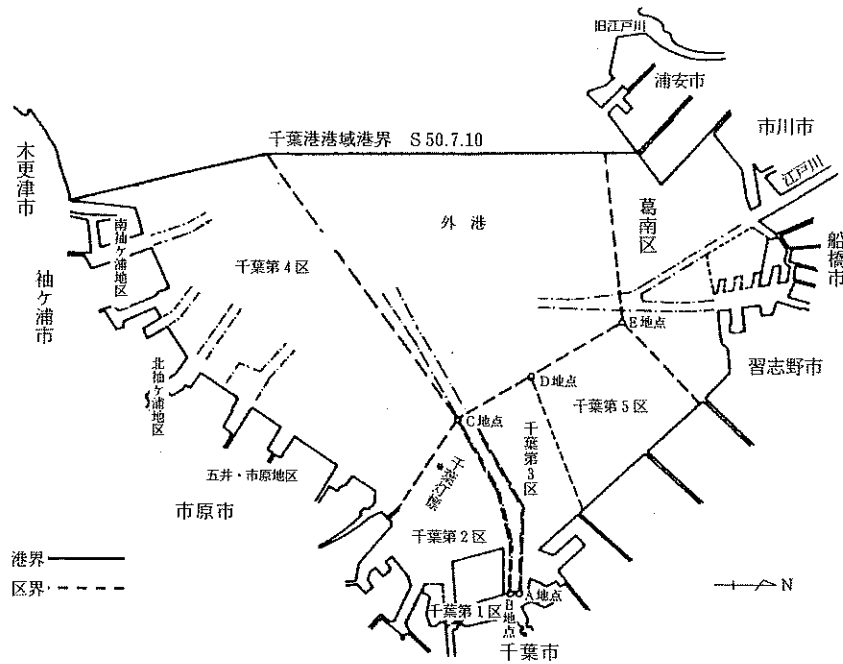 旧江戸川
浦安市
市川市
千葉港港域港界 S50.7.10
江戸川
木更津市
南袖ケ浦地区
外港
葛南区
船橋市
千葉第4区
袖ケ浦市
E地点
北袖ケ浦地区
D地点
習志野市
千葉第5区
C地点
千葉第3区
千葉灯標
五井・市原地区
市原市
千葉第2区
港界
区界
N
A地点
B地点
千葉第1区
千葉市